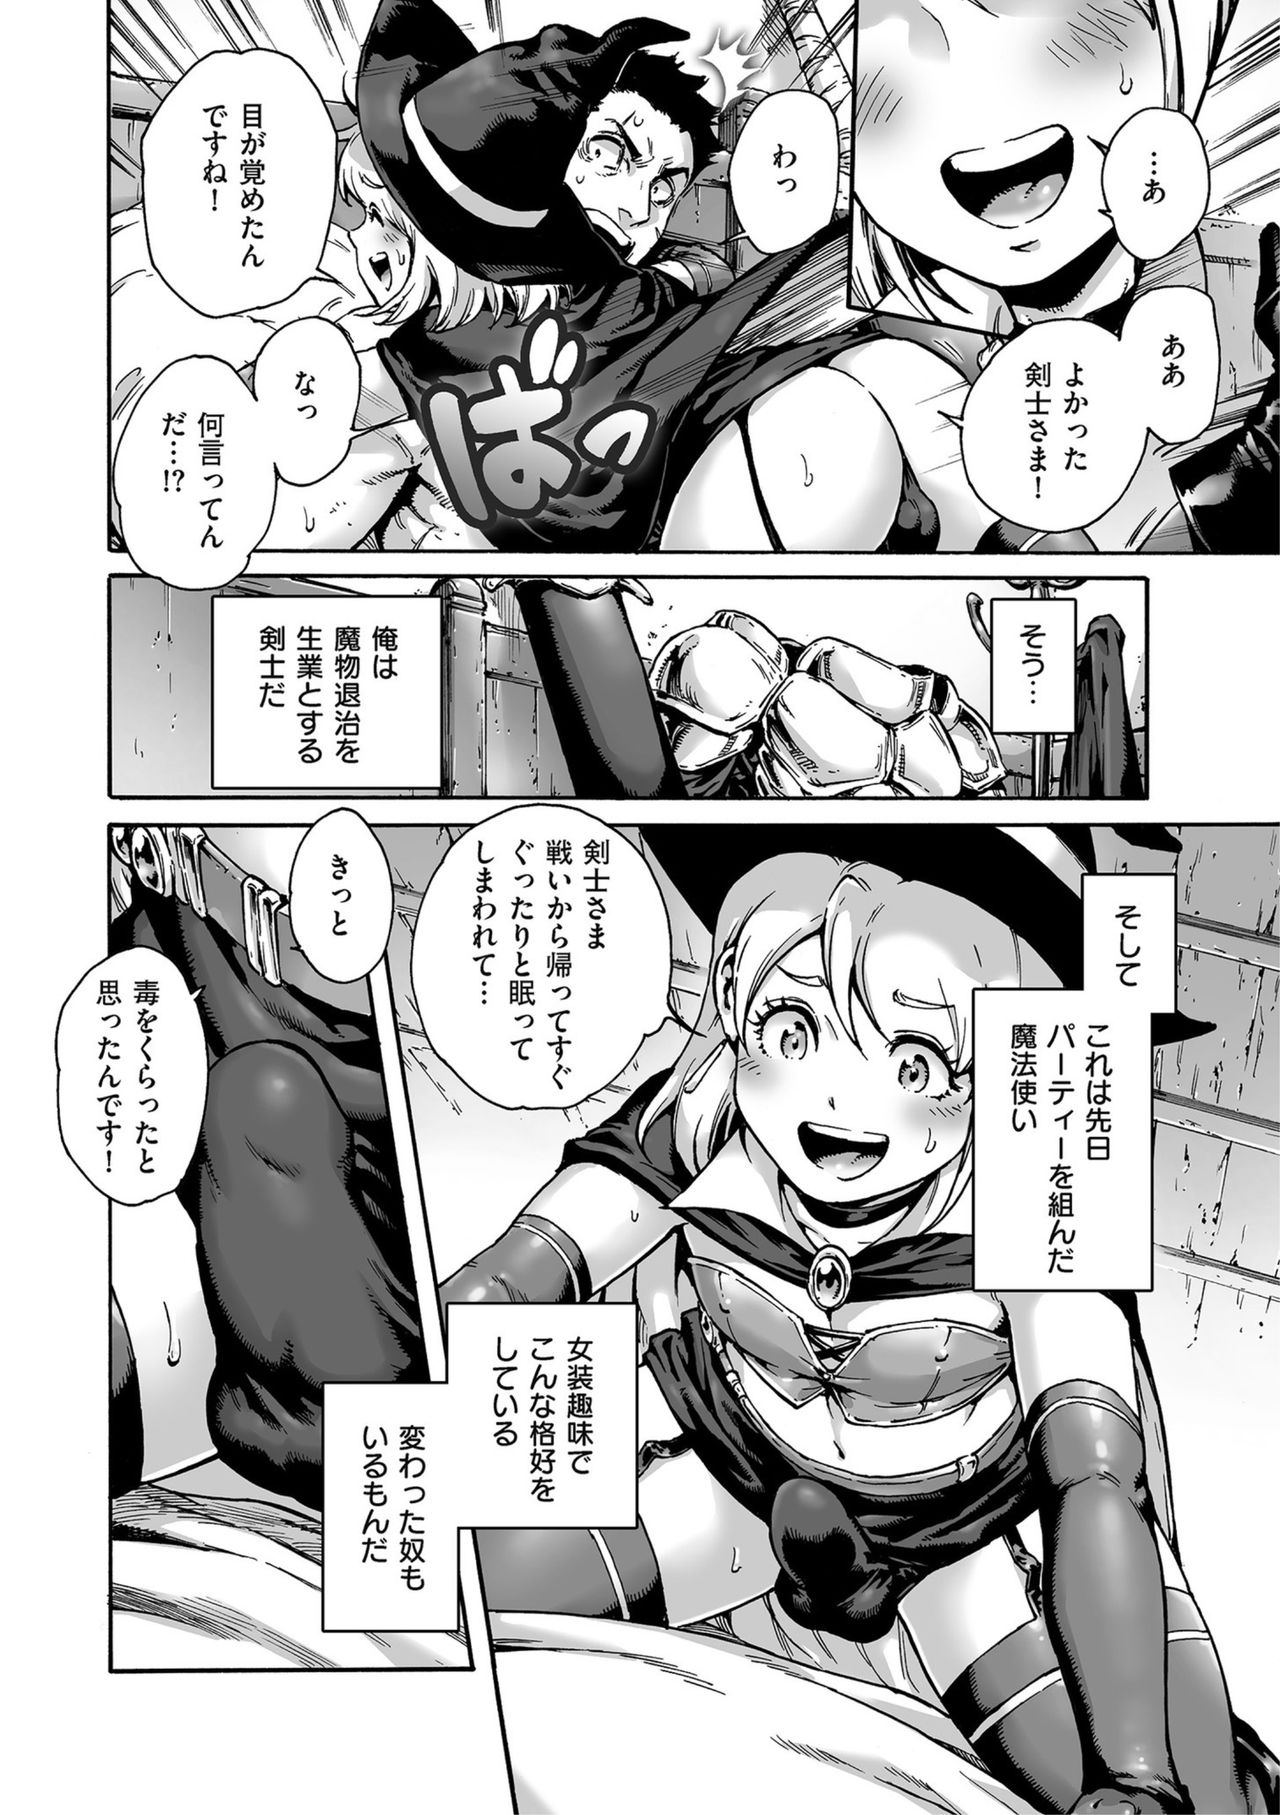 …あ
ああ
よかった
剣士さま！
わっ
ばっ
目が覚めたん
ですね！
なっ
何言ってん
だ…!?
そう…
俺は
魔物退治を
生業とする
剣士だ
そして
これは先日
パーティーを組んだ
魔法使い
剣士さま
戦いから帰ってすぐ
ぐったりと眠って
しまわれて…
きっと
毒をくらったと
思ったんです！
女装趣味で
こんな格好を
している
変わった奴も
いるもんだ